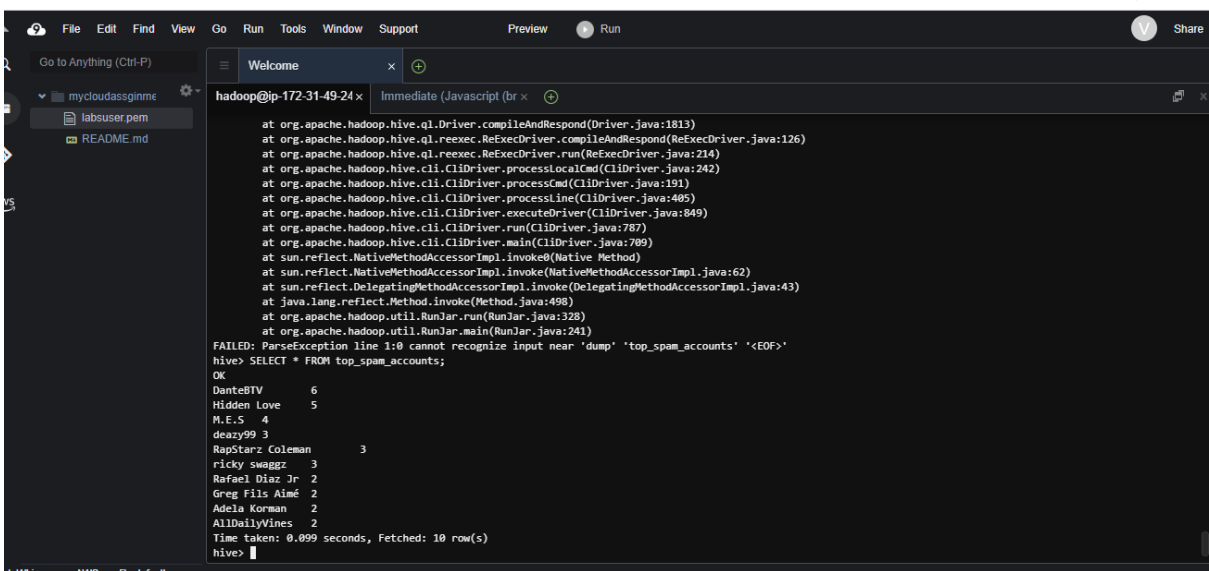 File Edit Find View Go Run Tools Window Support Preview Run V Share
Go to Anything (Ctrl-P) Welcome
mycloudassginme hadoop@ip-172-31-49-24 Immediate (Javascript (br
labsuser.pem
README.md
at org.apache.hadoop.hive.ql.Driver.compileAndRespond(Driver.java:1813)
at org.apache.hadoop.hive.ql.reexec.ReExecDriver.compileAndRespond(ReExecDriver.java:126)
at org.apache.hadoop.hive.ql.reexec.ReExecDriver.run(ReExecDriver.java:214)
at org.apache.hadoop.hive.cli.CliDriver.processLocalCmd(CliDriver.java:242)
at org.apache.hadoop.hive.cli.CliDriver.processCmd(CliDriver.java:191)
at org.apache.hadoop.hive.cli.CliDriver.processLine(CliDriver.java:405)
at org.apache.hadoop.hive.cli.CliDriver.executeDriver(CliDriver.java:849)
at org.apache.hadoop.hive.cli.CliDriver.run(CliDriver.java:787)
at org.apache.hadoop.hive.cli.CliDriver.main(CliDriver.java:709)
at sun.reflect.NativeMethodAccessorImpl.invoke0(Native Method)
at sun.reflect.NativeMethodAccessorImpl.invoke(NativeMethodAccessorImpl.java:62)
at sun.reflect.DelegatingMethodAccessorImpl.invoke(DelegatingMethodAccessorImpl.java:43)
at java.lang.reflect.Method.invoke(Method.java:498)
at org.apache.hadoop.util.RunJar.run(RunJar.java:328)
at org.apache.hadoop.util.RunJar.main(RunJar.java:241)
FAILED: ParseException line 1:0 cannot recognize input near 'dump' 'top_spam_accounts' '<EOF>'
hive> SELECT * FROM top_spam_accounts;
OK
DanteBTV 6
Hidden Love 5
M.E.S 4
deazy99 3
RapStarz Coleman 3
ricky swaggz 3
Rafael Diaz Jr 2
Greg Fils Aimé 2
Adela Korman 2
AllDailyVines 2
Time taken: 0.099 seconds, Fetched: 10 row(s)
hive>